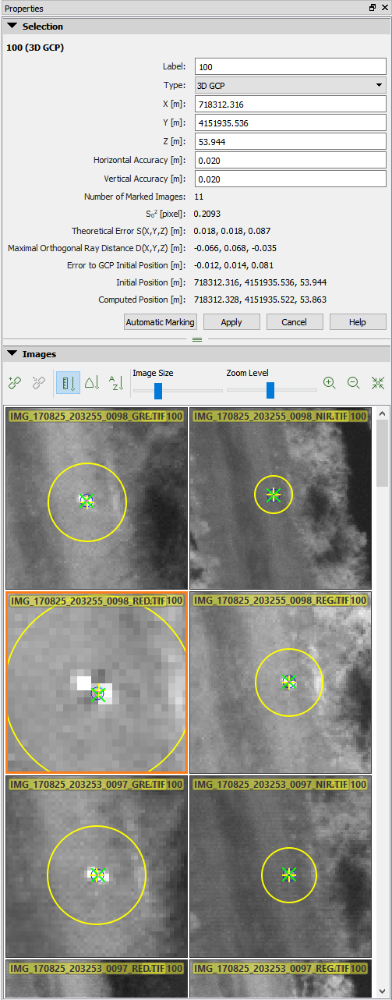 Properties
Selection
100 (3D GCP)
Label: 100
Type: 3D GCP
X [m]: 718312.316
Y [m]: 4151935.536
Z [m]: 53.944
Horizontal Accuracy [m]: 0.020
Vertical Accuracy [m]: 0.020
Number of Marked Images: 11
S₀² [pixel]: 0.2093
Theoretical Error S(X,Y,Z) [m]: 0.018, 0.018, 0.087
Maximal Orthogonal Ray Distance D(X,Y,Z) [m]: -0.066, 0.068, -0.035
Error to GCP Initial Position [m]: -0.012, 0.014, 0.081
Initial Position [m]: 718312.316, 4151935.536, 53.944
Computed Position [m]: 718312.328, 4151935.522, 53.863
Automatic Marking Apply Cancel Help
Images
A Z Image Size Zoom Level
IMG_170825_203255_0098_GRE.TIF 100 IMG_170825_203255_0098_NIR.TIF 100
IMG_170825_203255_0098_RED.TIF 100 IMG_170825_203255_0098_REG.TIF 100
IMG_170825_203253_0097_GRE.TIF 100 IMG_170825_203253_0097_NIR.TIF 100
IMG_170825_203253_0097_RED.TIF 100 IMG_170825_203253_0097_REG.TIF 100